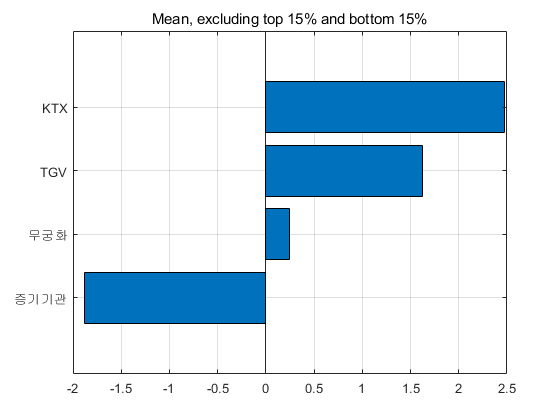 Mean, excluding top 15% and bottom 15%
KTX
TGV
무궁화
증기기관
-2 -1.5 -1 -0.5 0 0.5 1 1.5 2 2.5